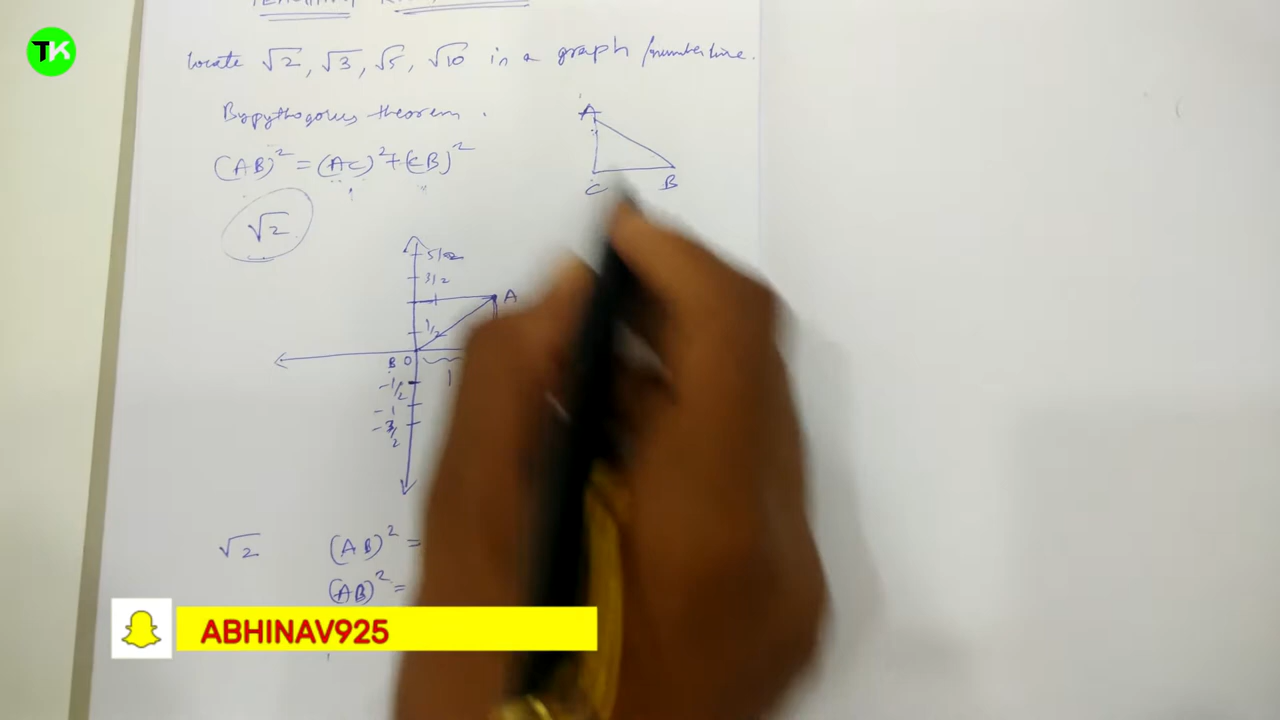 TK
locate √2, √3, √5, √10 in a graph /number line.
By pythogorus theorem.
(AB)² = (AC)² + (CB)²
A
C B
√2
5/2
3/2
A
1/2
B O
1
-1/2
-1
-3/2
√2 (AB)² =
(AB)² =
ABHINAV925